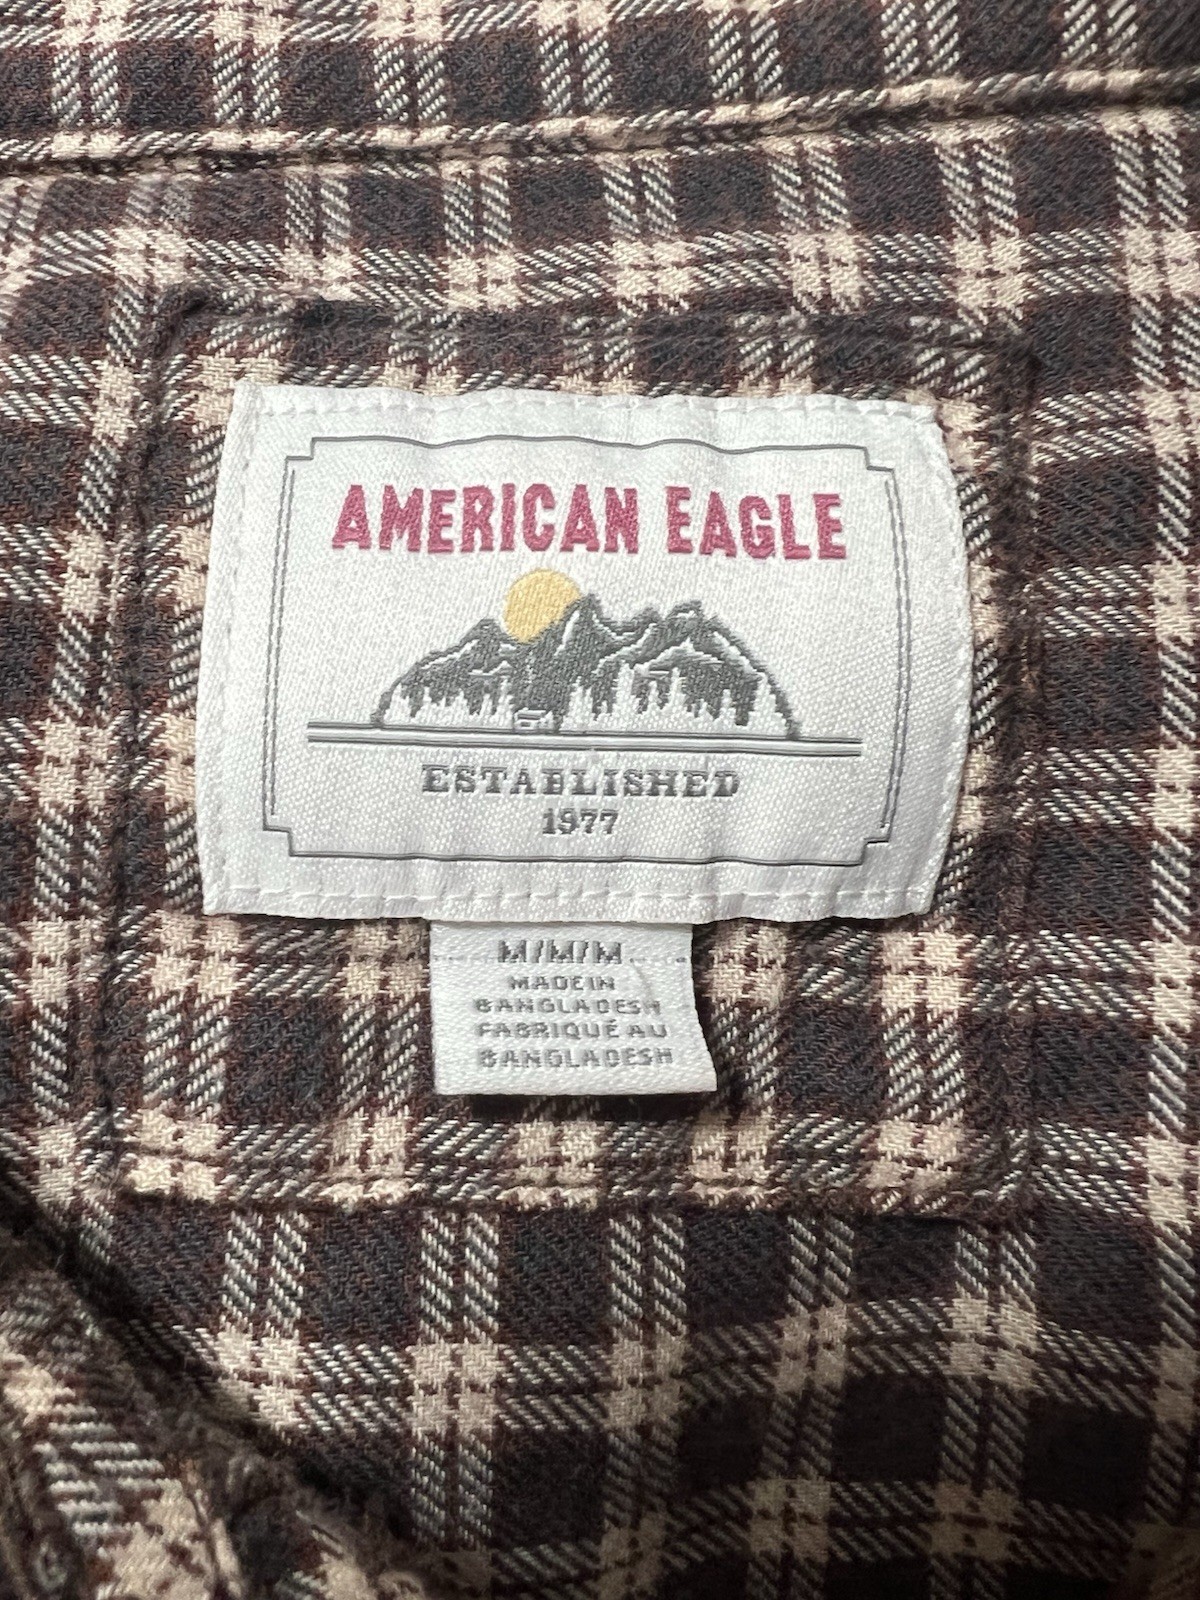 AMERICAN EAGLE
ESTABLISHED
1977
M/M/M
MADE IN
BANGLADESH
FABRIQUÉ AU
BANGLADESH